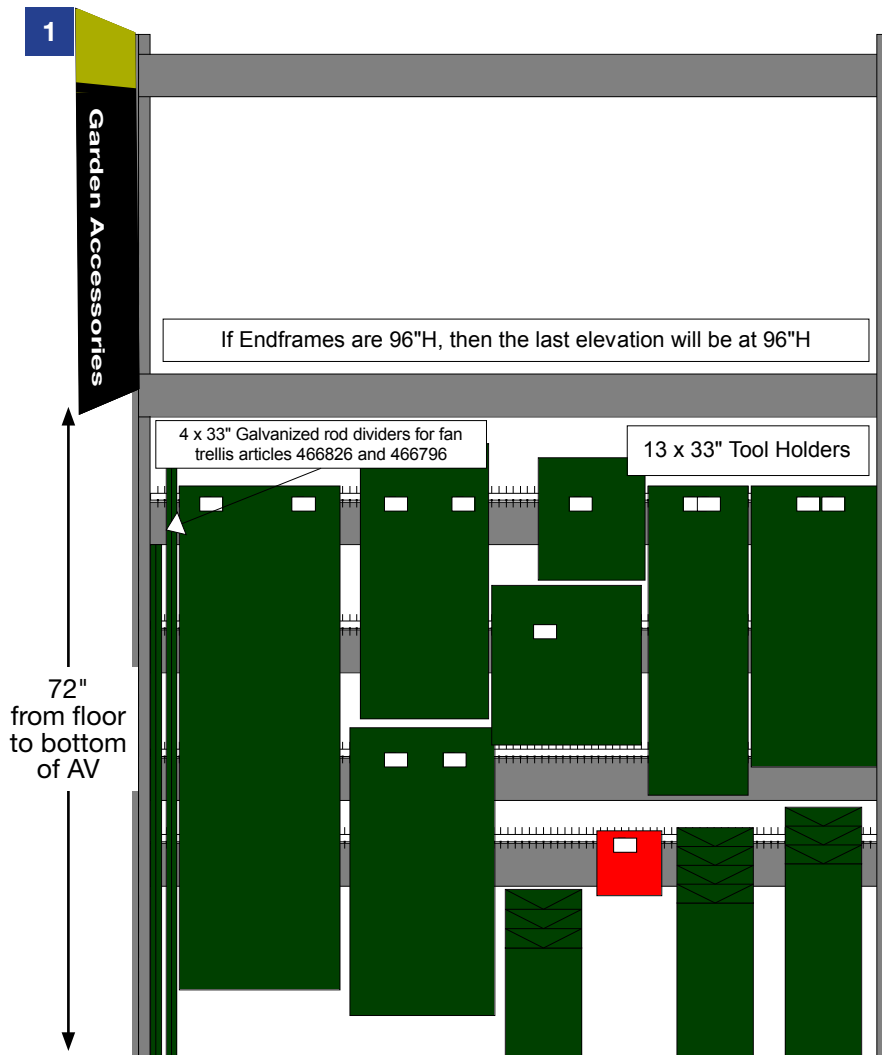 1
Garden Accessories
If Endframes are 96"H, then the last elevation will be at 96"H
4 x 33" Galvanized rod dividers for fan
trellis articles 466826 and 466796
13 x 33" Tool Holders
72"
from floor
to bottom
of AV